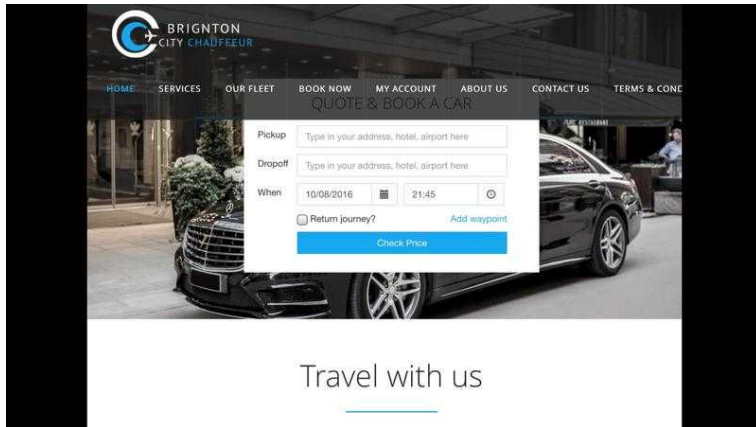 BRIGNTON
CITY CHAUFFEUR
HOME SERVICES OUR FLEET BOOK NOW MY ACCOUNT ABOUT US CONTACT US TERMS & COND
QUOTE & BOOK A CAR
Pickup Type in your address, hotel, airport here
Dropoff Type in your address, hotel, airport here
When 10/08/2016 21:45
Return journey? Add waypoint
Check Price
Travel with us